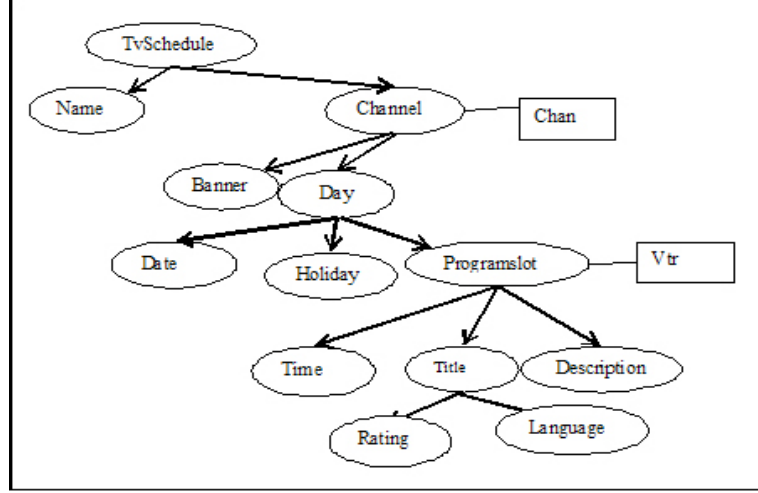 TvSchedule
Name
Channel
Chan
Banner
Day
Date
Holiday
Programslot
Vtr
Time
Title
Description
Rating
Language